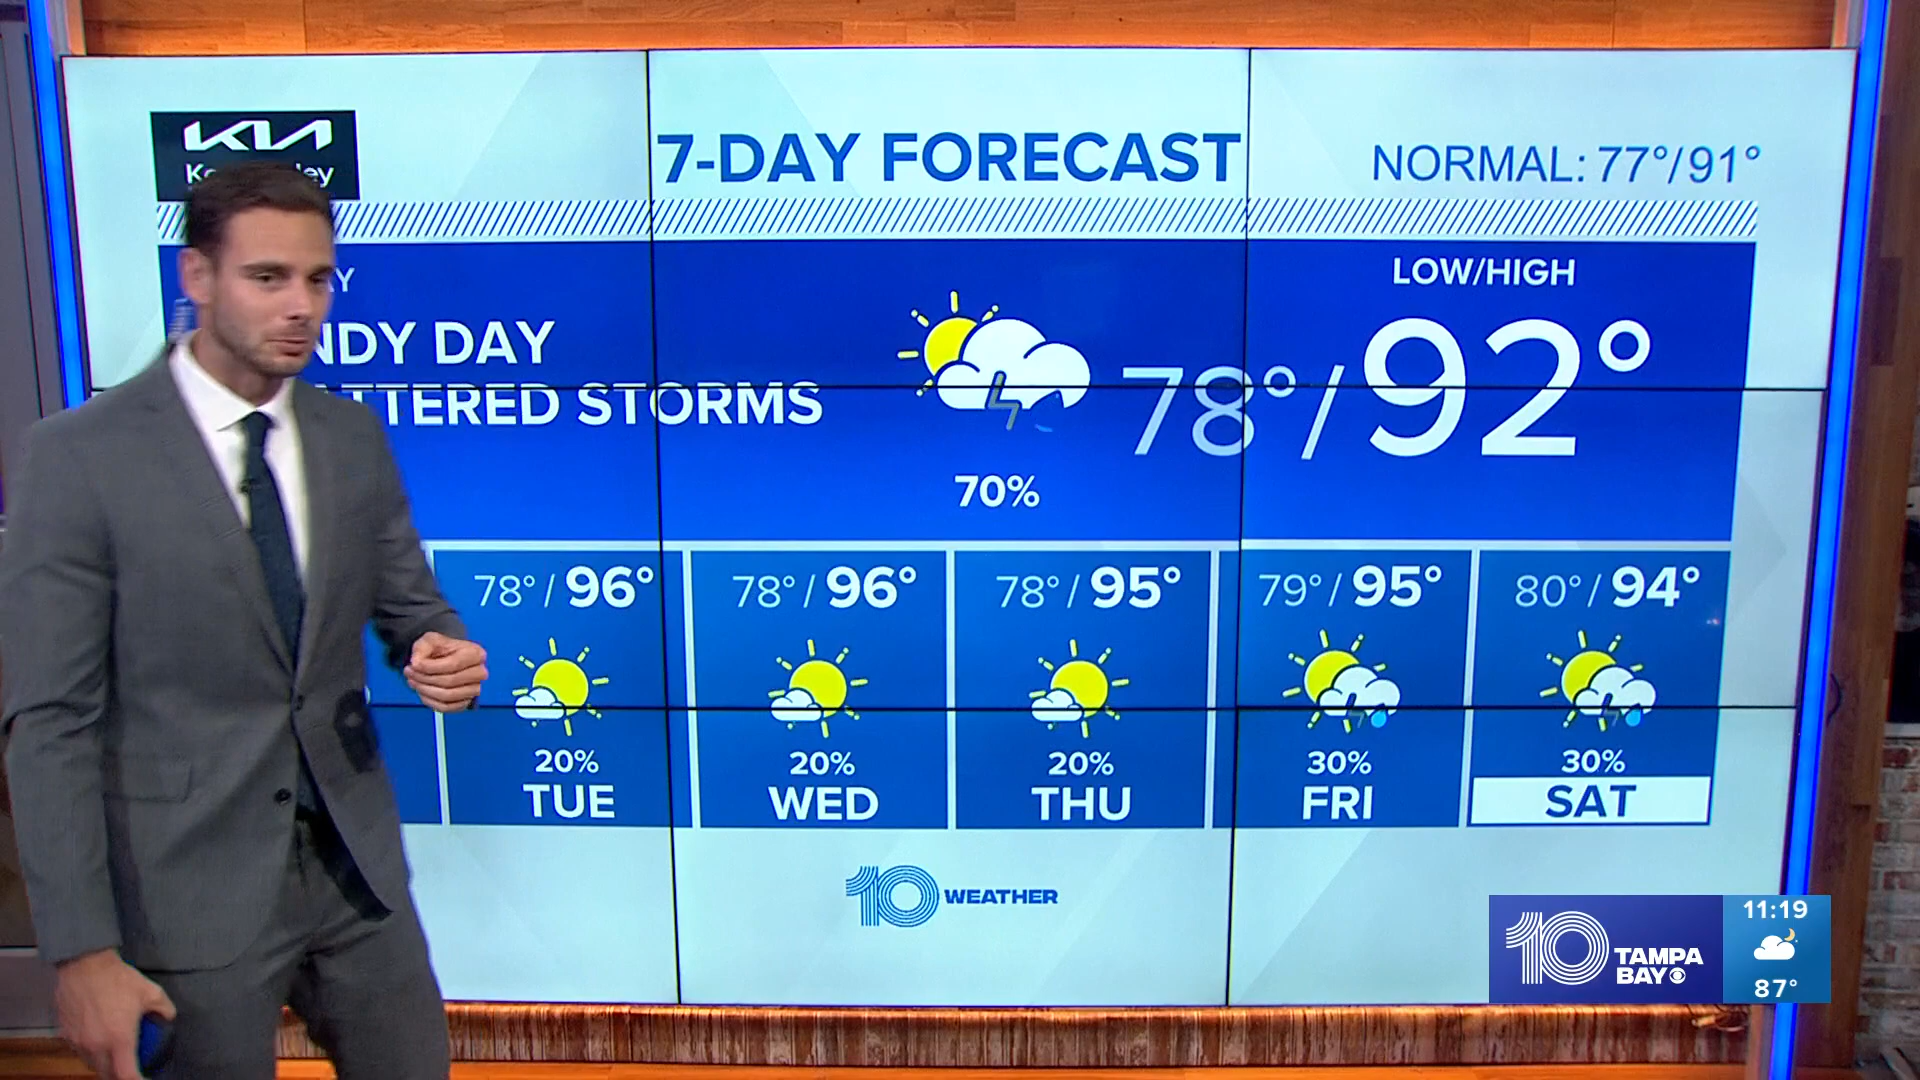 KIA
7-DAY FORECAST
NORMAL: 77°/91°
LOW/HIGH
NDY DAY
TTERED STORMS
78°/92°
70%
78°/96°
78°/96°
78°/95°
79°/95°
80°/94°
20%
20%
20%
30%
30%
TUE
WED
THU
FRI
SAT
10 WEATHER
10 TAMPA BAY
11:19
87°